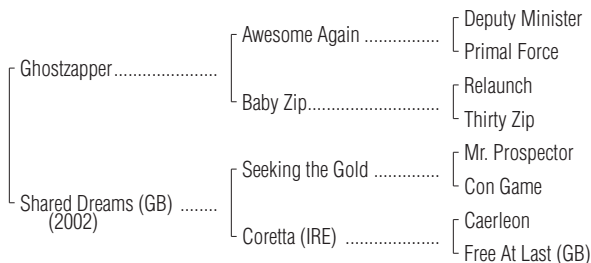 Deputy Minister
Awesome Again ................
Primal Force
Ghostzapper......................
Relaunch
Baby Zip............................
Thirty Zip
Mr. Prospector
Seeking the Gold ..............
Con Game
Shared Dreams (GB) ........
(2002)
Caerleon
Coretta (IRE) ....................
Free At Last (GB)